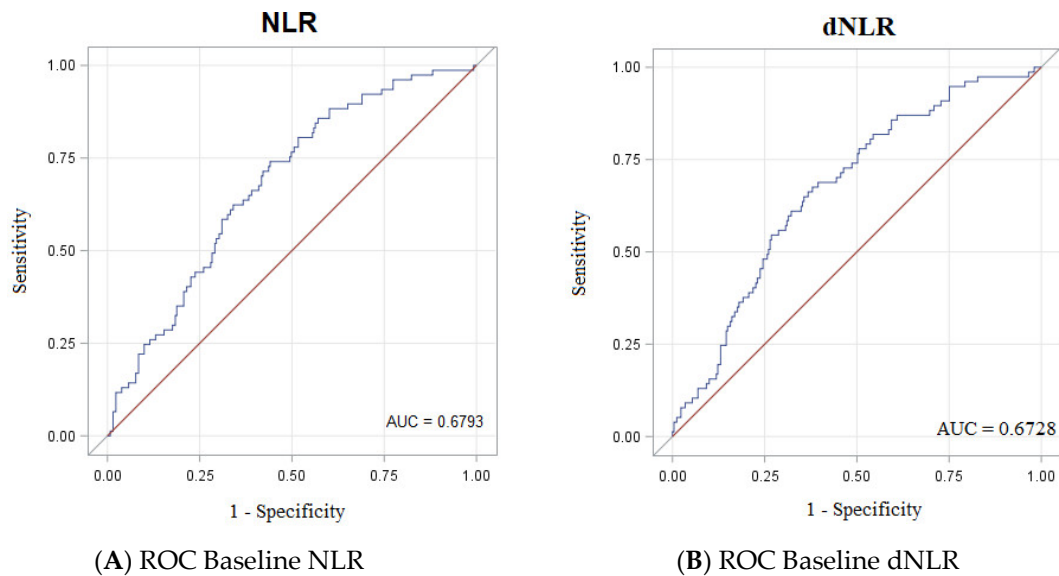 NLR
1.00
0.75
0.50
0.25
0.00
Sensitivity
AUC = 0.6793
0.00 0.25 0.50 0.75 1.00
1 - Specificity
(A) ROC Baseline NLR
dNLR
1.00
0.75
0.50
0.25
0.00
Sensitivity
AUC = 0.6728
0.00 0.25 0.50 0.75 1.00
1 - Specificity
(B) ROC Baseline dNLR